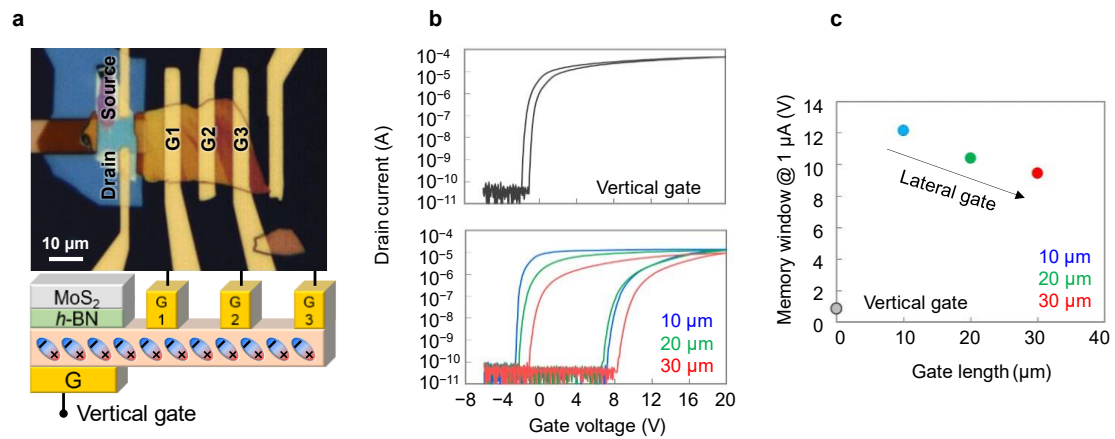 a
Source
Drain
G1
G2
G3
10 µm
MoS₂
h-BN
G
1
G
2
G
3
G
Vertical gate
b
Drain current (A)
10⁻⁴
10⁻⁵
10⁻⁶
10⁻⁷
10⁻⁸
10⁻⁹
10⁻¹⁰
10⁻¹¹
Vertical gate
10⁻⁴
10⁻⁵
10⁻⁶
10⁻⁷
10⁻⁸
10⁻⁹
10⁻¹⁰
10⁻¹¹
10 µm
20 µm
30 µm
−8 −4 0 4 8 12 16 20
Gate voltage (V)
c
Memory window @ 1 µA (V)
14
12
10
8
6
4
2
0
Lateral gate
10 µm
20 µm
30 µm
Vertical gate
0 10 20 30 40
Gate length (µm)